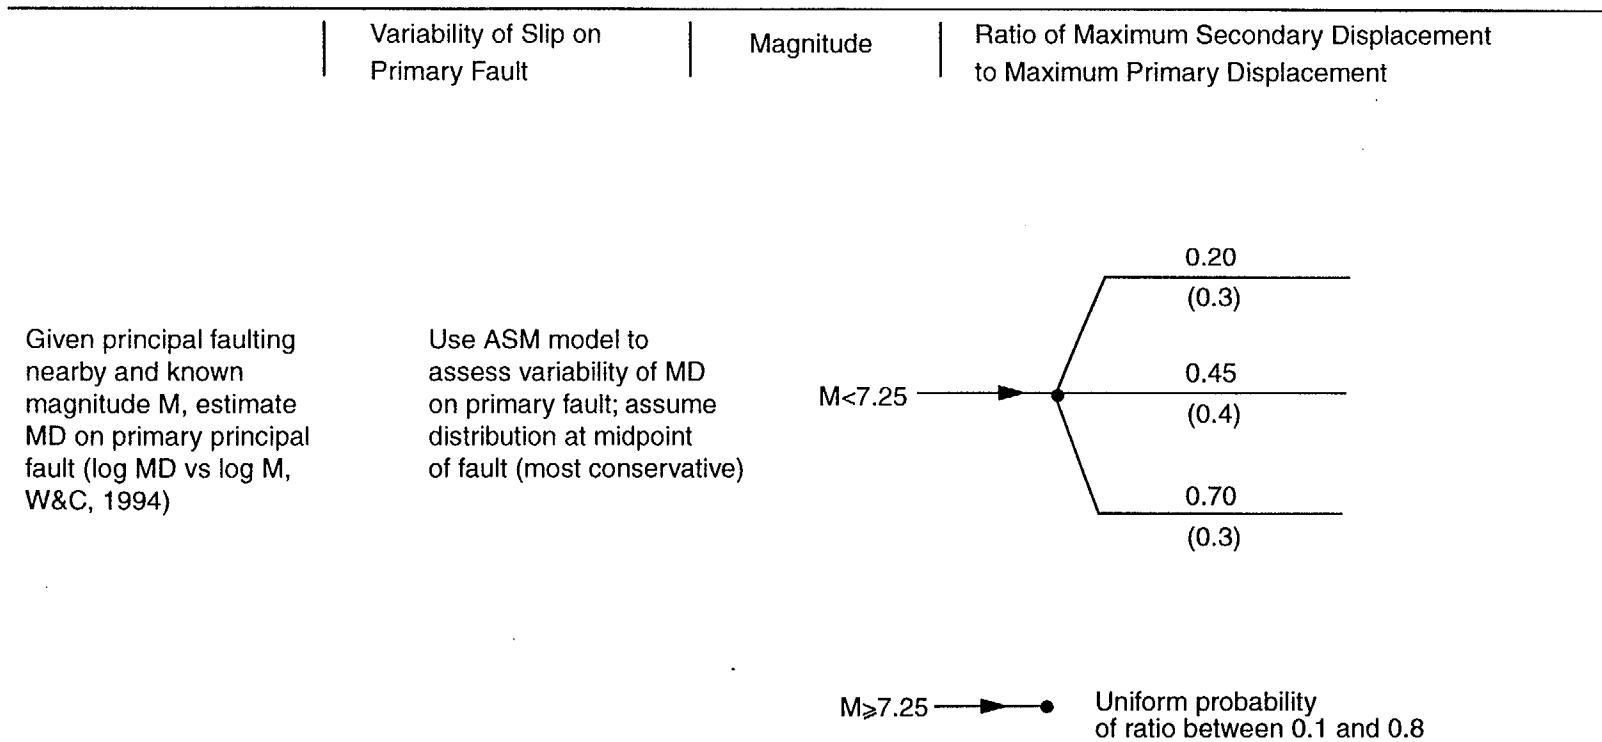 Variability of Slip on
Primary Fault
Magnitude
Ratio of Maximum Secondary Displacement
to Maximum Primary Displacement
Given principal faulting
nearby and known
magnitude M, estimate
MD on primary principal
fault (log MD vs log M,
W&C, 1994)
Use ASM model to
assess variability of MD
on primary fault; assume
distribution at midpoint
of fault (most conservative)
M<7.25
0.20
(0.3)
0.45
(0.4)
0.70
(0.3)
M⩾7.25
Uniform probability
of ratio between 0.1 and 0.8